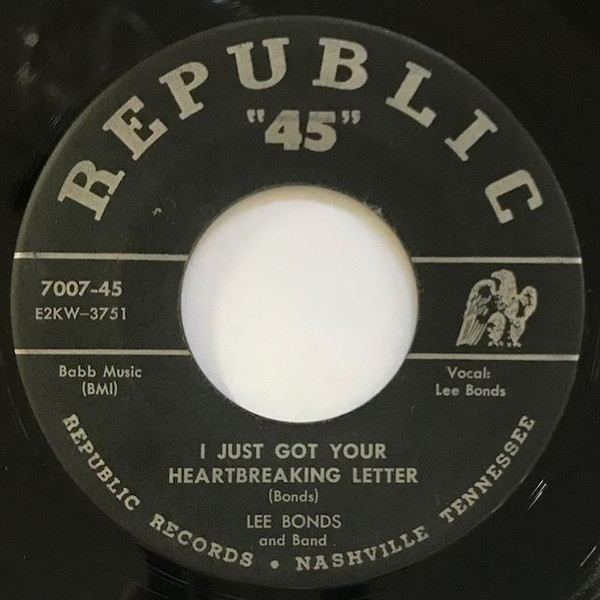 REPUBLIC
"45"
7007-45
E2KW-3751
Babb Music
(BMI)
Vocal:
Lee Bonds
I JUST GOT YOUR
HEARTBREAKING LETTER
(Bonds)
LEE BONDS
and Band
REPUBLIC RECORDS • NASHVILLE TENNESSEE